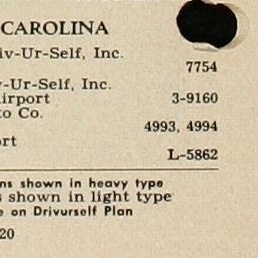 CAROLINA
iv-Ur-Self, Inc.
7754
-Ur-Self, Inc.
irport 3-9160
to Co.
4993, 4994
rt
L-5862
ns shown in heavy type
s shown in light type
e on Drivurself Plan
20